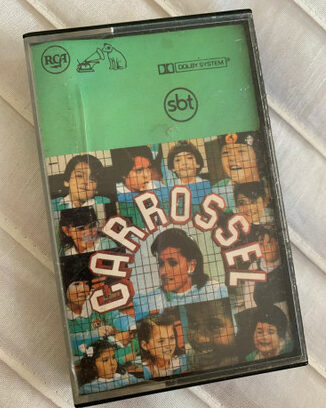 RCA
DOLBY SYSTEM®
sbt
CARROSSEL